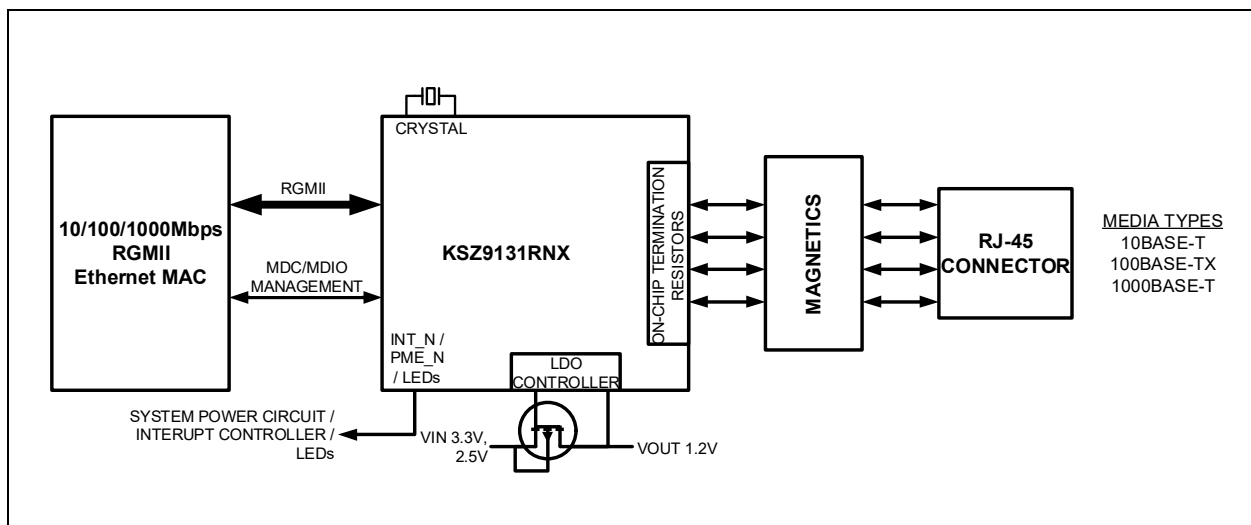 CRYSTAL
10/100/1000Mbps
RGMII
Ethernet MAC
RGMII
MDC/MDIO
MANAGEMENT
KSZ9131RNX
ON-CHIP TERMINATION
RESISTORS
MAGNETICS
RJ-45
CONNECTOR
MEDIA TYPES
10BASE-T
100BASE-TX
1000BASE-T
INT_N /
PME_N
/ LEDs
LDO
CONTROLLER
SYSTEM POWER CIRCUIT /
INTERUPT CONTROLLER /
LEDs
VIN 3.3V,
2.5V
VOUT 1.2V